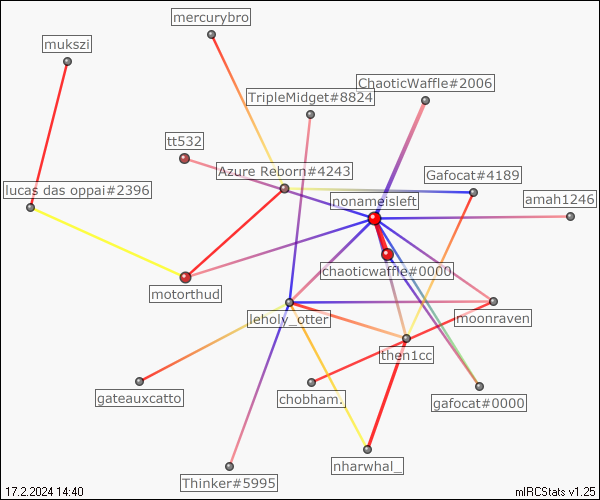 mercurybro
mukszi
ChaoticWaffle#2006
TripleMidget#8824
tt532
Azure Reborn#4243
Gafocat#4189
lucas das oppai#2396
nonameisleft
amah1246
chaoticwaffle#0000
motorthud
leholy_otter
moonraven
then1cc
gateauxcatto
chobham.
gafocat#0000
nharwhal_
Thinker#5995
17.2.2024 14:40
mIRCStats v1.25